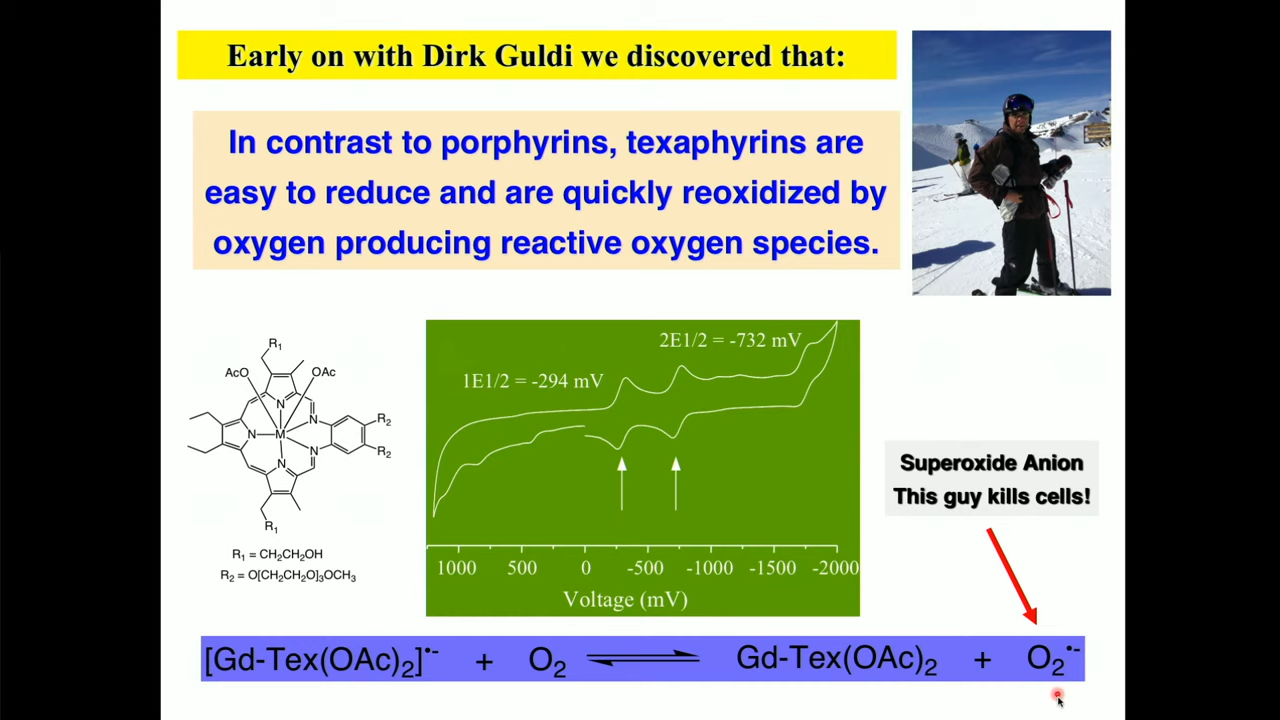 Early on with Dirk Guldi we discovered that:
In contrast to porphyrins, texaphyrins are
easy to reduce and are quickly reoxidized by
oxygen producing reactive oxygen species.
R1
AcO
OAc
N
N
R2
N
M
N
R2
N
R1
R1 = CH2CH2OH
R2 = O[CH2CH2O]3OCH3
2E1/2 = -732 mV
1E1/2 = -294 mV
1000 500 0 -500 -1000 -1500 -2000
Voltage (mV)
Superoxide Anion
This guy kills cells!
[Gd-Tex(OAc)2]•- + O2 ⇌ Gd-Tex(OAc)2 + O2•-